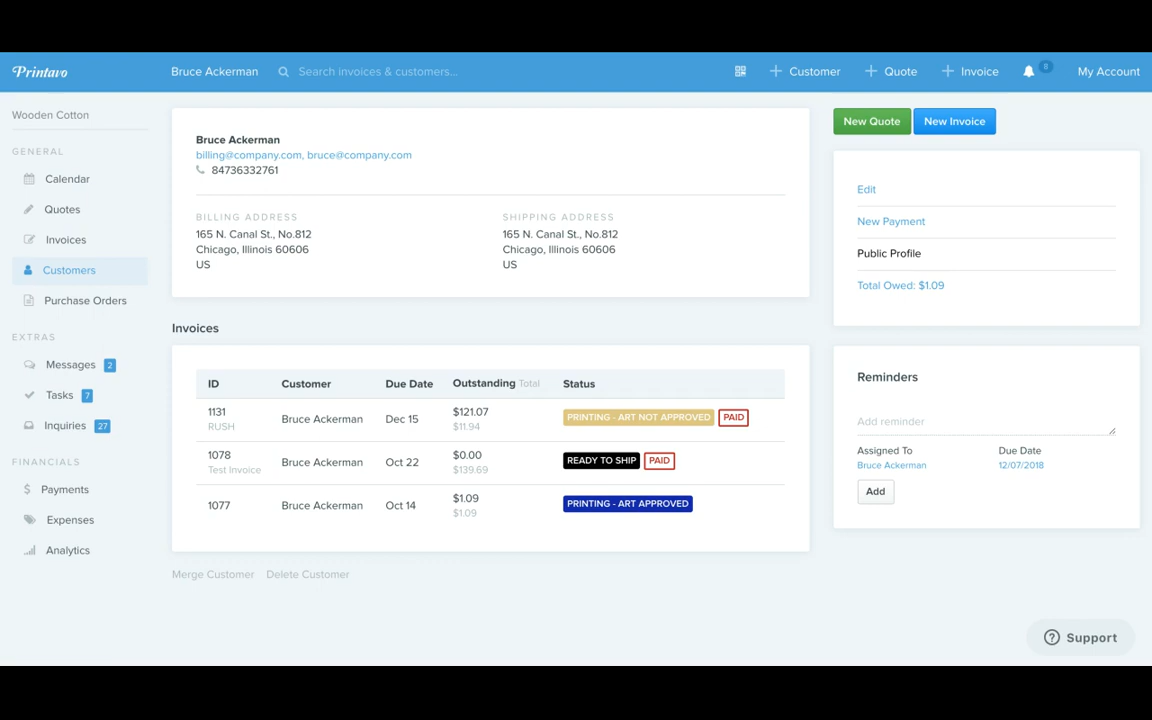 Printavo
Bruce Ackerman
Search invoices & customers...
Customer
Quote
Invoice
My Account
Wooden Cotton
GENERAL
Calendar
Quotes
Invoices
Customers
Purchase Orders
EXTRAS
Messages 2
Tasks 7
Inquiries 27
FINANCIALS
Payments
Expenses
Analytics
Bruce Ackerman
billing@company.com, bruce@company.com
84736332761
BILLING ADDRESS
165 N. Canal St., No.812
Chicago, Illinois 60606
US
SHIPPING ADDRESS
165 N. Canal St., No.812
Chicago, Illinois 60606
US
Invoices
ID Customer Due Date Outstanding Total Status
1131 Bruce Ackerman Dec 15 $121.07 PRINTING - ART NOT APPROVED PAID
RUSH $11.94
1078 Bruce Ackerman Oct 22 $0.00 READY TO SHIP PAID
Test Invoice $139.69
1077 Bruce Ackerman Oct 14 $1.09 PRINTING - ART APPROVED
$1.09
Merge Customer Delete Customer
New Quote New Invoice
Edit
New Payment
Public Profile
Total Owed: $1.09
Reminders
Add reminder
Assigned To Due Date
Bruce Ackerman 12/07/2018
Add
Support